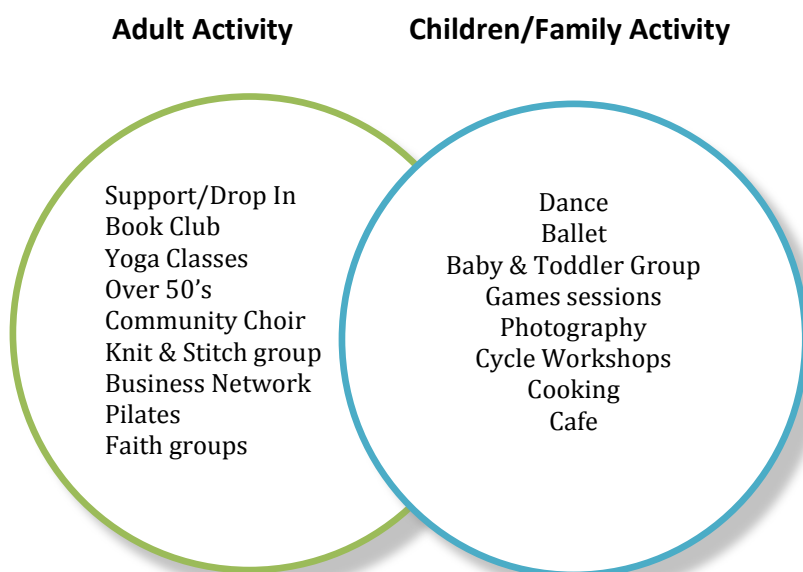 Adult Activity
Children/Family Activity
Support/Drop In
Book Club
Yoga Classes
Over 50’s
Community Choir
Knit & Stitch group
Business Network
Pilates
Faith groups
Dance
Ballet
Baby & Toddler Group
Games sessions
Photography
Cycle Workshops
Cooking
Cafe